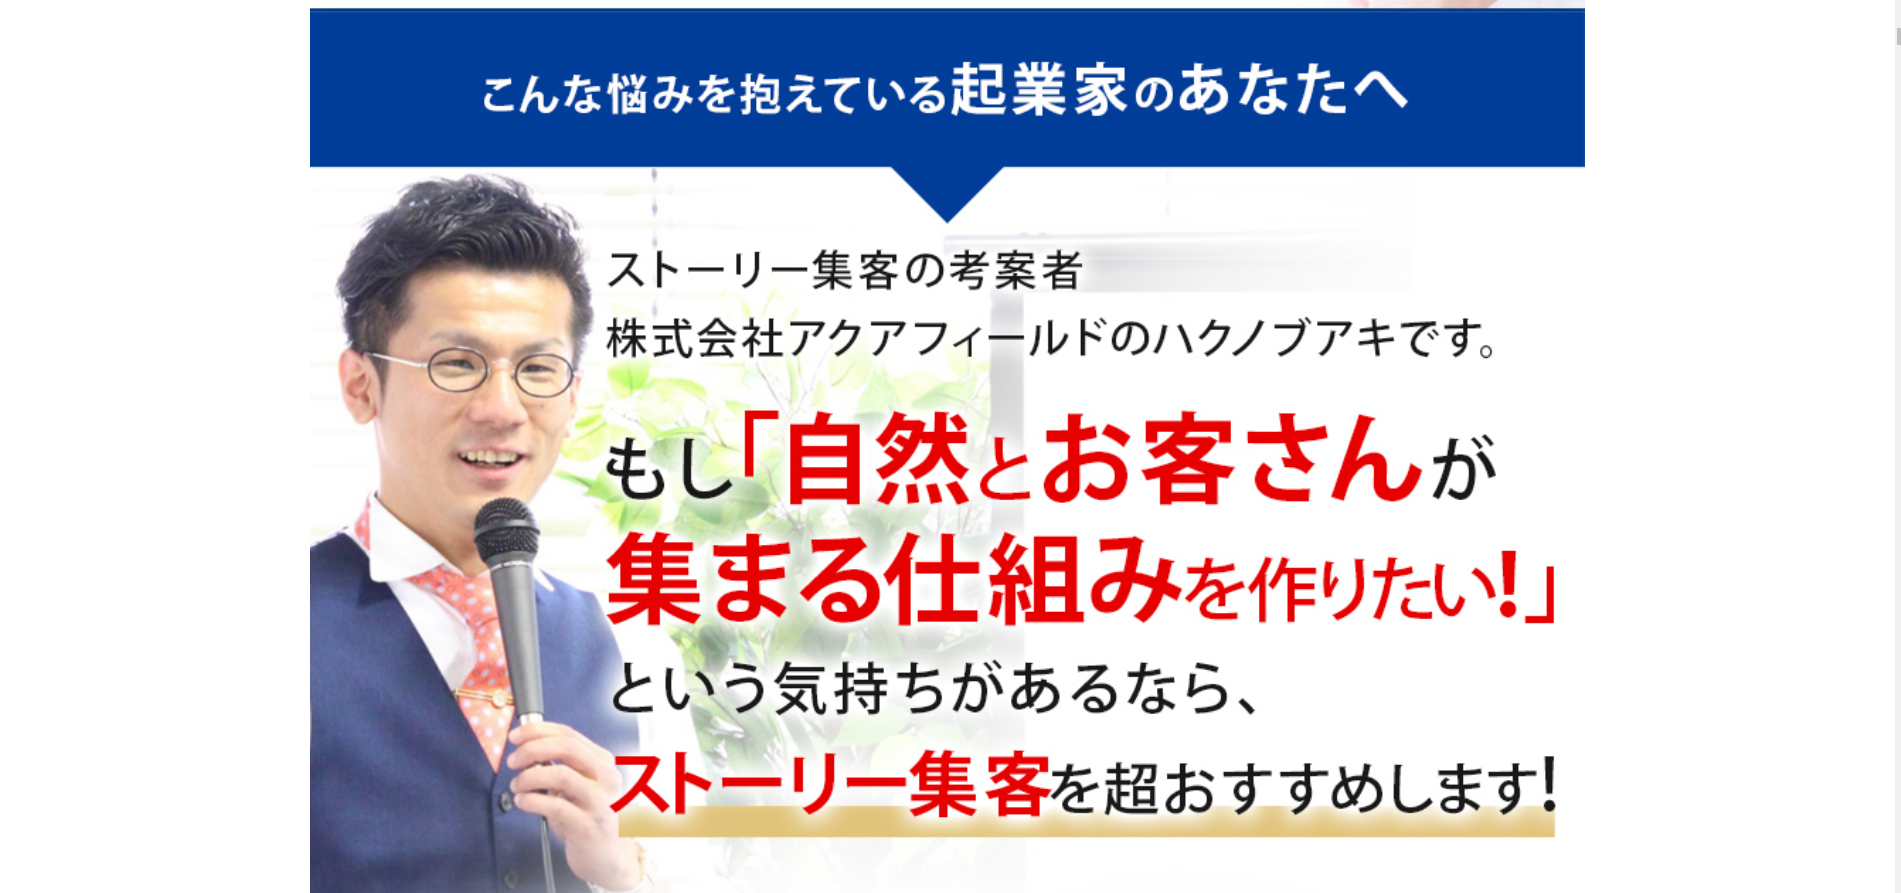 こんな悩みを抱えている起業家のあなたへ
ストーリー集客の考案者
株式会社アクアフィールドのハクノブアキです。
もし「自然とお客さんが
集まる仕組みを作りたい!」
という気持ちがあるなら、
ストーリー集客を超おすすめします!